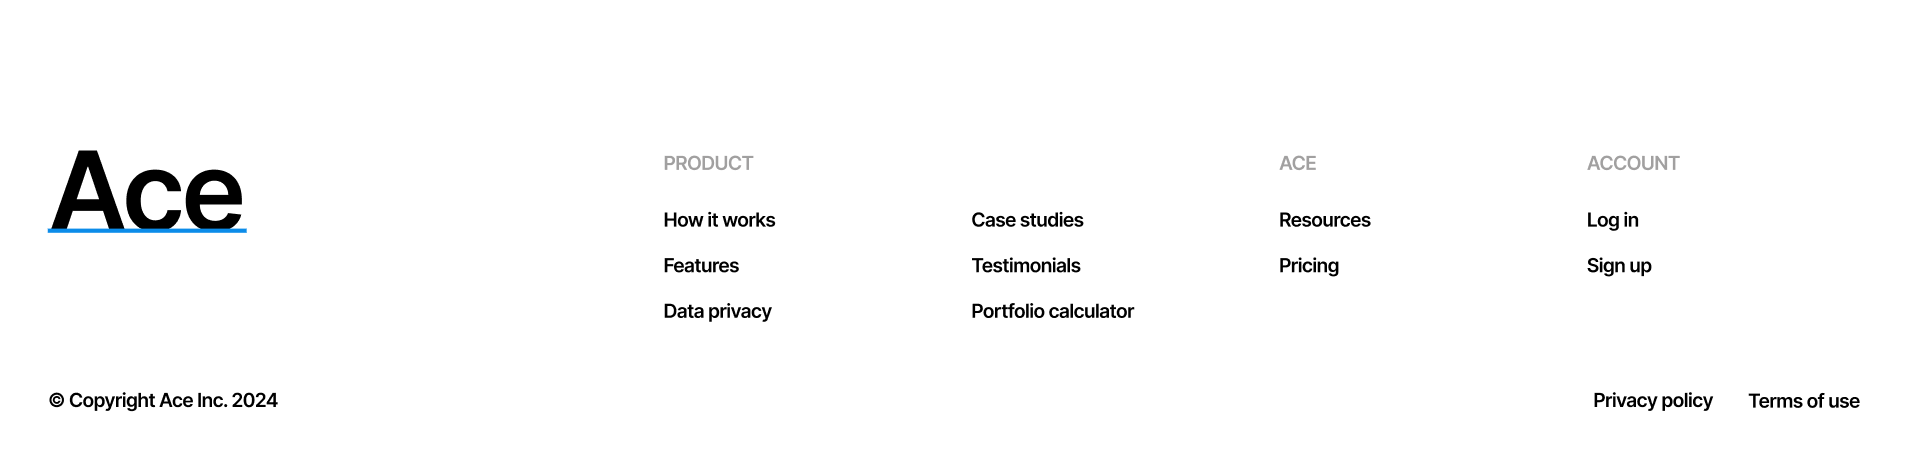 Ace
PRODUCT
How it works
Features
Data privacy
Case studies
Testimonials
Portfolio calculator
ACE
Resources
Pricing
ACCOUNT
Log in
Sign up
© Copyright Ace Inc. 2024
Privacy policy
Terms of use